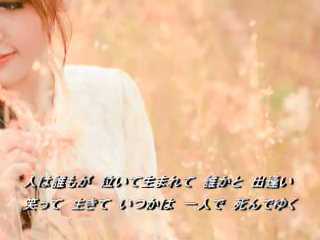 人は誰もが 泣いて生まれて 誰かと 出逢い
笑って 生きて いつかは 一人で 死んでゆく